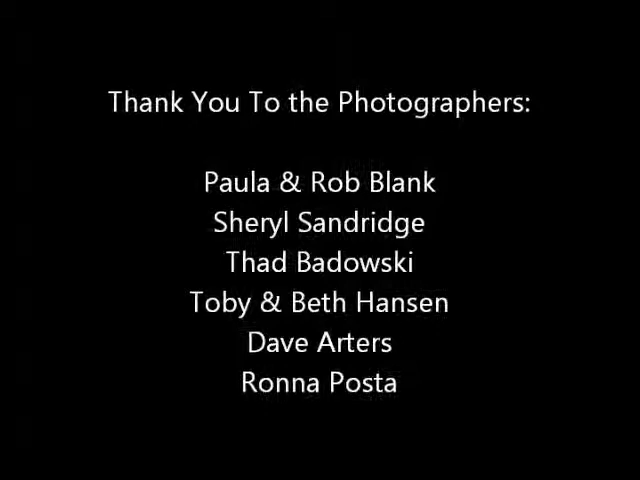 Thank You To the Photographers:
Paula & Rob Blank
Sheryl Sandridge
Thad Badowski
Toby & Beth Hansen
Dave Arters
Ronna Posta